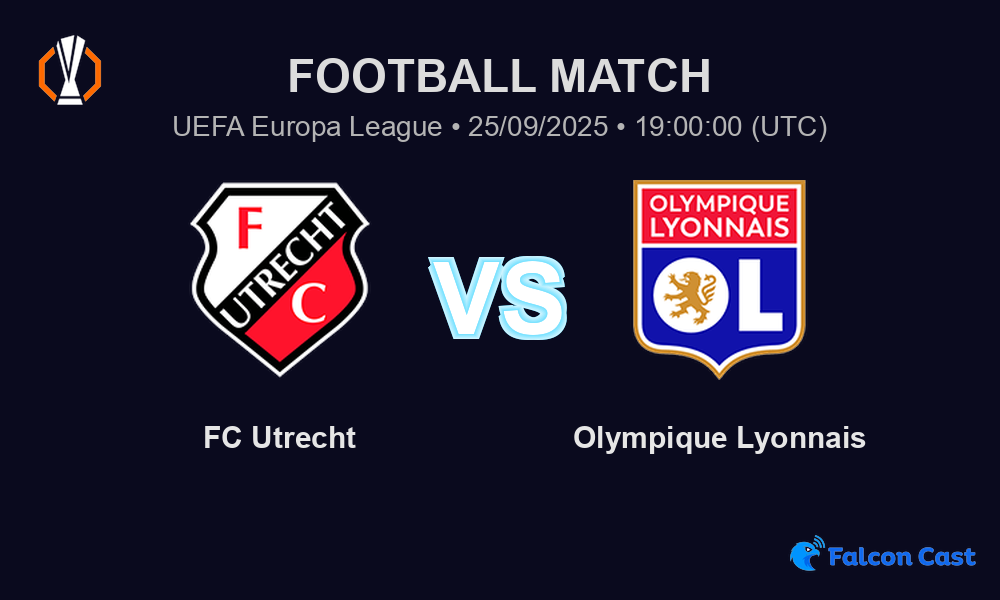 FOOTBALL MATCH
UEFA Europa League • 25/09/2025 • 19:00:00 (UTC)
F
UTRECHT
C
VS
OLYMPIQUE
LYONNAIS
OL
FC Utrecht
Olympique Lyonnais
Falcon Cast